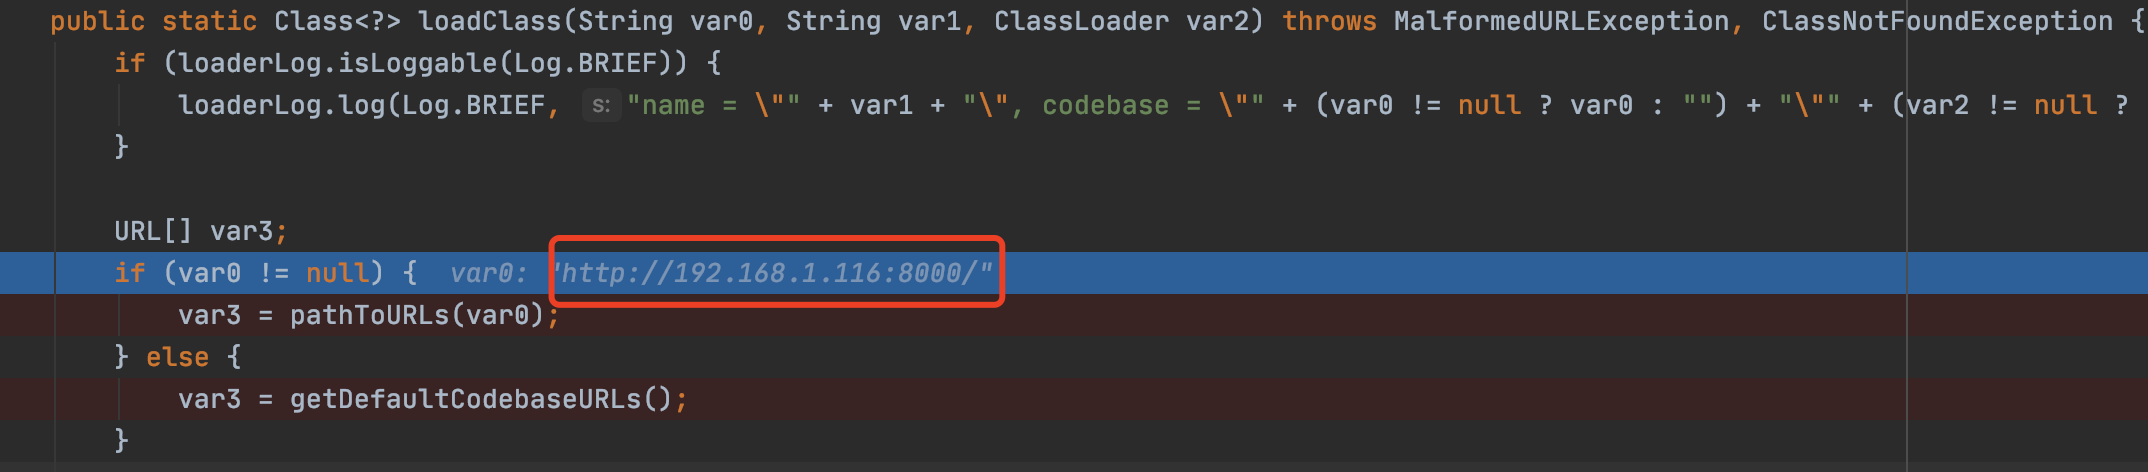 public static Class<?> loadClass(String var0, String var1, ClassLoader var2) throws MalformedURLException, ClassNotFoundException {
if (loaderLog.isLoggable(Log.BRIEF)) {
loaderLog.log(Log.BRIEF, s: "name = \"" + var1 + "\", codebase = \"" + (var0 != null ? var0 : "") + "\"" + (var2 != null ?
}
URL[] var3;
if (var0 != null) { var0: "http://192.168.1.116:8000/"
var3 = pathToURLs(var0);
} else {
var3 = getDefaultCodebaseURLs();
}